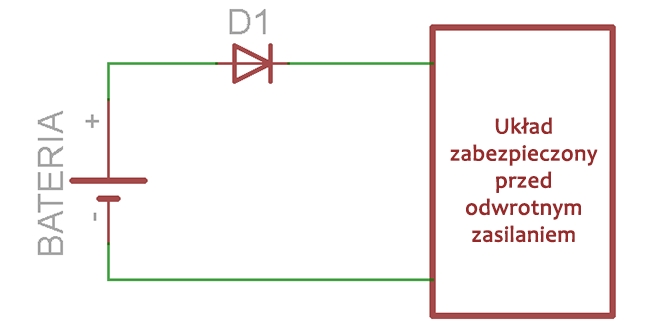 D1
BATERIA
+
-
Układ
zabezpieczony
przed
odwrotnym
zasilaniem